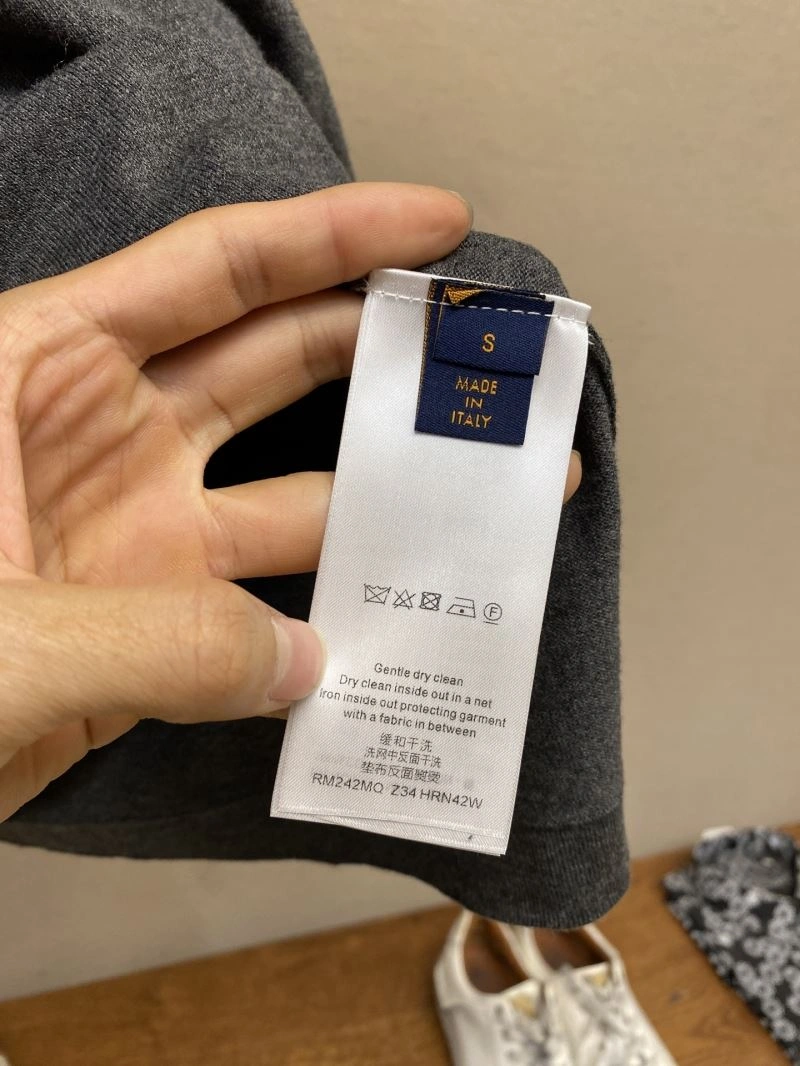 S
MADE
IN
ITALY
F
Gentle dry clean
Dry clean inside out in a net
Iron inside out protecting garment
with a fabric in between
缓和干洗
洗网中反面干洗
垫布反面熨烫
RM242MQ Z34 HRN42W